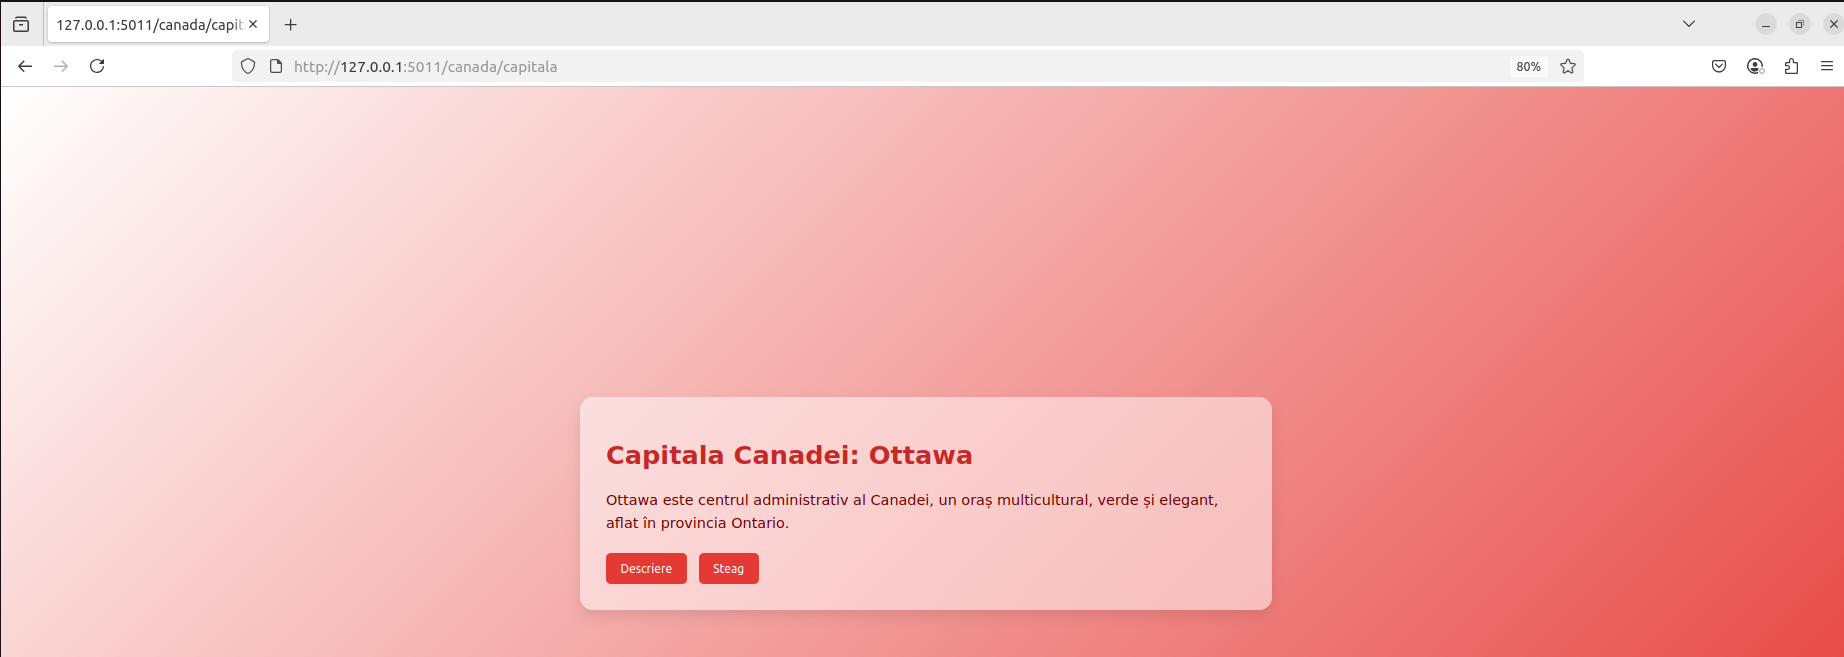 127.0.0.1:5011/canada/capit
http://127.0.0.1:5011/canada/capitala
80%
Capitala Canadei: Ottawa
Ottawa este centrul administrativ al Canadei, un oraș multicultural, verde și elegant,
aflat în provincia Ontario.
Descriere
Steag